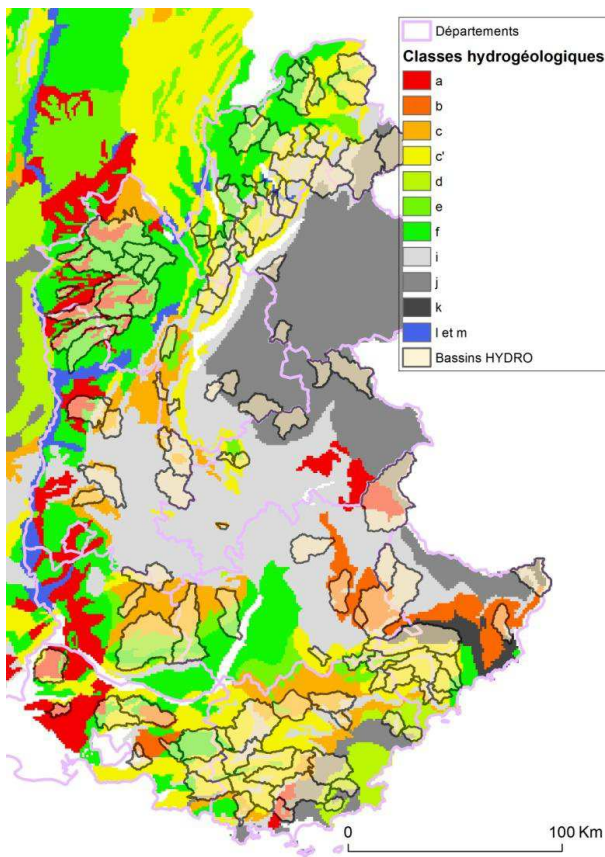 Départements
Classes hydrogéologiques
a
b
c
c'
d
e
f
i
j
k
l et m
Bassins HYDRO
0 100 Km